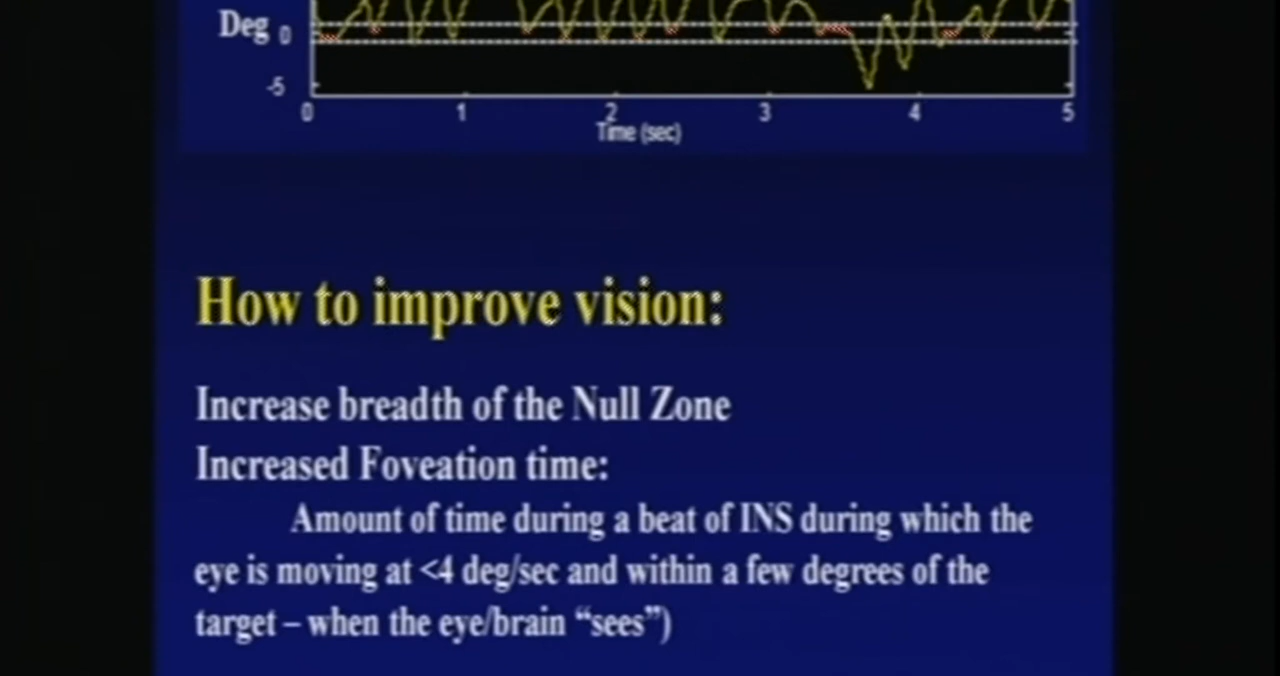 Deg 0
-5
0 1 2 3 4 5
Time (sec)
How to improve vision:
Increase breadth of the Null Zone
Increased Foveation time:
Amount of time during a beat of INS during which the
eye is moving at <4 deg/sec and within a few degrees of the
target – when the eye/brain “sees”)